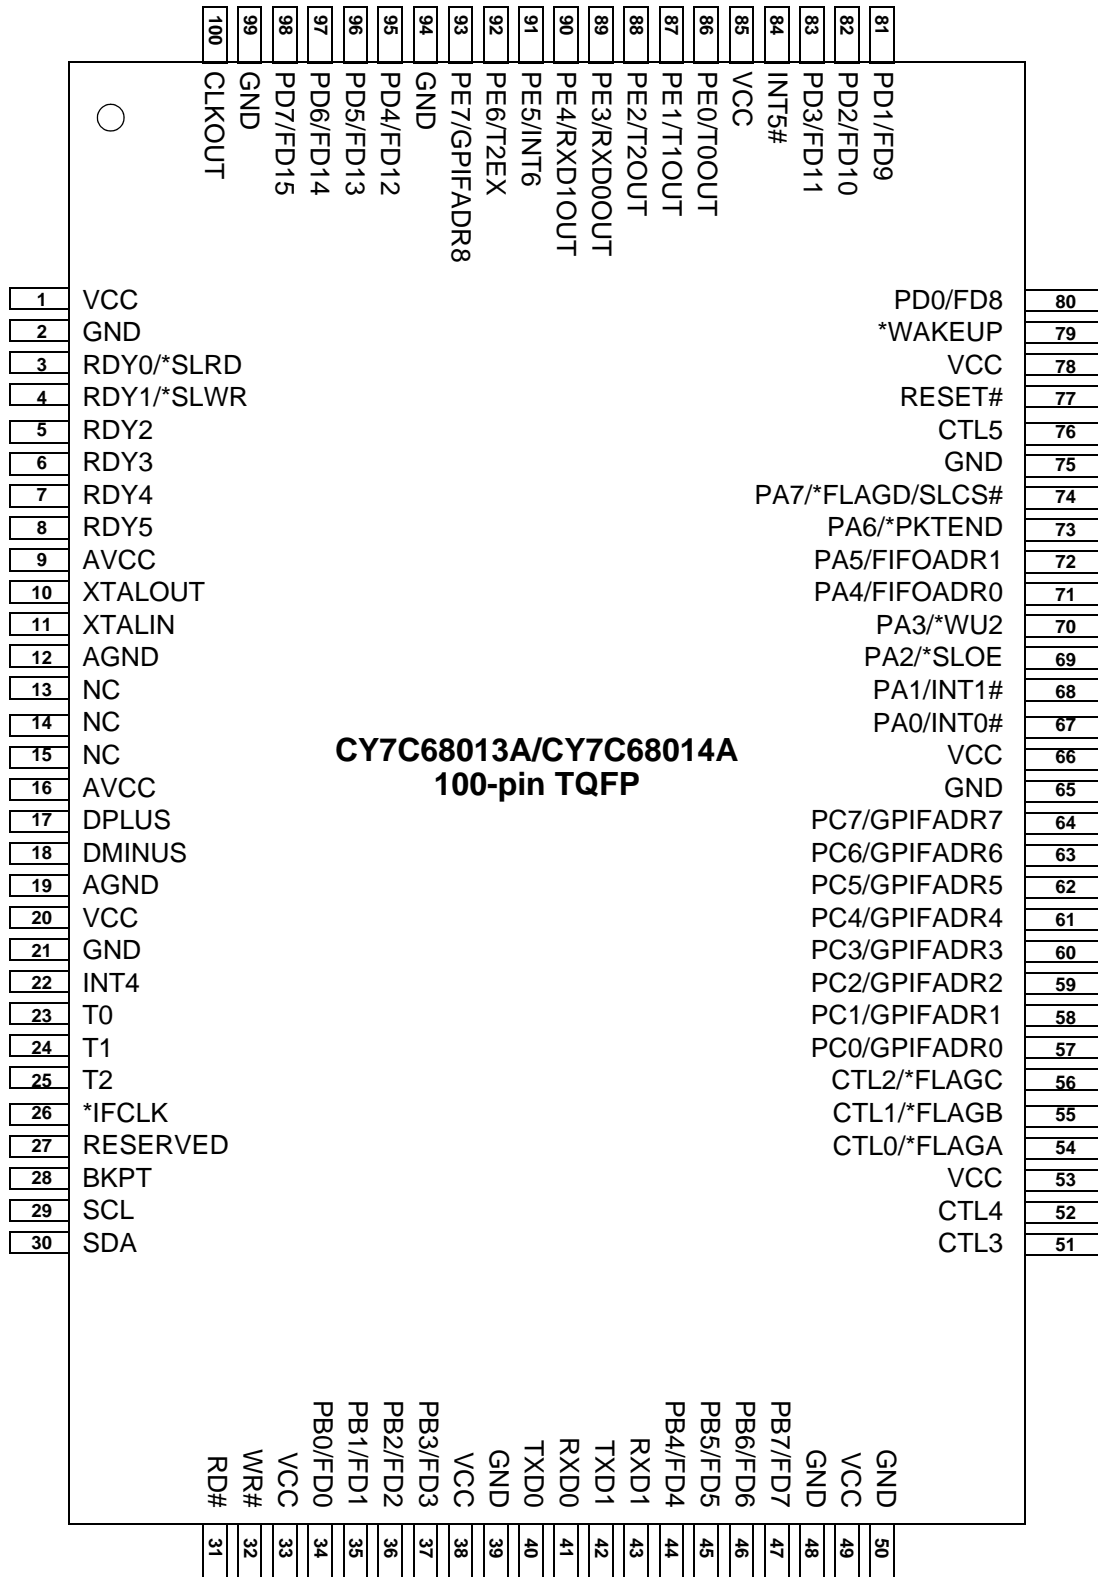 100 99 98 97 96 95 94 93 92 91 90 89 88 87 86 85 84 83 82 81
CLKOUT
GND
PD7/FD15
PD6/FD14
PD5/FD13
PD4/FD12
GND
PE7/GPIFADR8
PE6/T2EX
PE5/INT6
PE4/RXD1OUT
PE3/RXD0OUT
PE2/T2OUT
PE1/T1OUT
PE0/T0OUT
VCC
INT5#
PD3/FD11
PD2/FD10
PD1/FD9
1 VCC
2 GND
3 RDY0/*SLRD
4 RDY1/*SLWR
5 RDY2
6 RDY3
7 RDY4
8 RDY5
9 AVCC
10 XTALOUT
11 XTALIN
12 AGND
13 NC
14 NC
15 NC
16 AVCC
17 DPLUS
18 DMINUS
19 AGND
20 VCC
21 GND
22 INT4
23 T0
24 T1
25 T2
26 *IFCLK
27 RESERVED
28 BKPT
29 SCL
30 SDA
CY7C68013A/CY7C68014A
100-pin TQFP
PD0/FD8 80
*WAKEUP 79
VCC 78
RESET# 77
CTL5 76
GND 75
PA7/*FLAGD/SLCS# 74
PA6/*PKTEND 73
PA5/FIFOADR1 72
PA4/FIFOADR0 71
PA3/*WU2 70
PA2/*SLOE 69
PA1/INT1# 68
PA0/INT0# 67
VCC 66
GND 65
PC7/GPIFADR7 64
PC6/GPIFADR6 63
PC5/GPIFADR5 62
PC4/GPIFADR4 61
PC3/GPIFADR3 60
PC2/GPIFADR2 59
PC1/GPIFADR1 58
PC0/GPIFADR0 57
CTL2/*FLAGC 56
CTL1/*FLAGB 55
CTL0/*FLAGA 54
VCC 53
CTL4 52
CTL3 51
RD#
WR#
VCC
PB0/FD0
PB1/FD1
PB2/FD2
PB3/FD3
VCC
GND
TXD0
RXD0
TXD1
RXD1
PB4/FD4
PB5/FD5
PB6/FD6
PB7/FD7
GND
VCC
GND
31 32 33 34 35 36 37 38 39 40 41 42 43 44 45 46 47 48 49 50